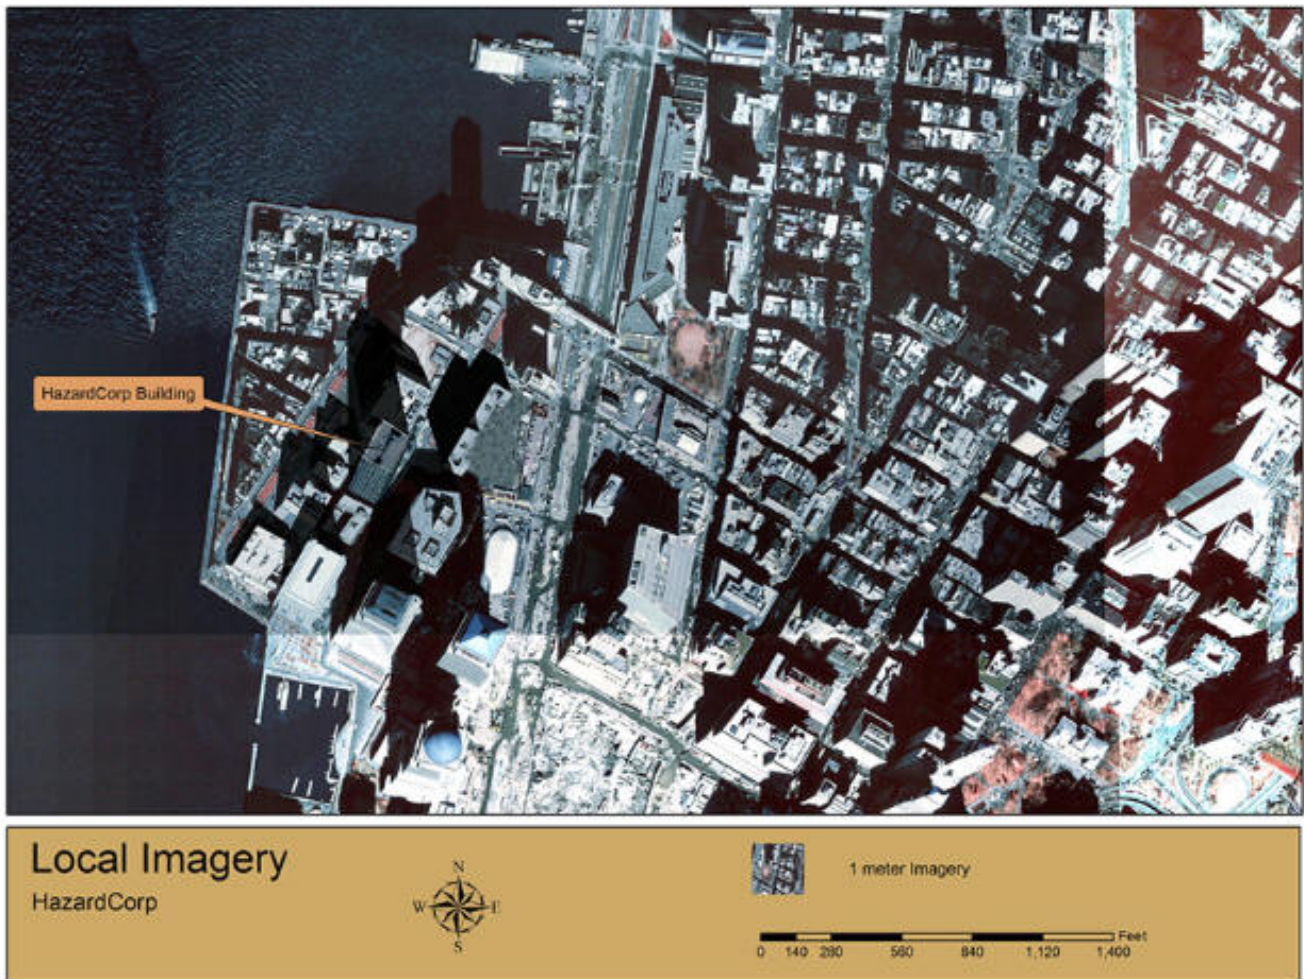 HazardCorp Building
Local Imagery
HazardCorp
N
W E
S
1 meter Imagery
Feet
0 140 280 560 840 1,120 1,400